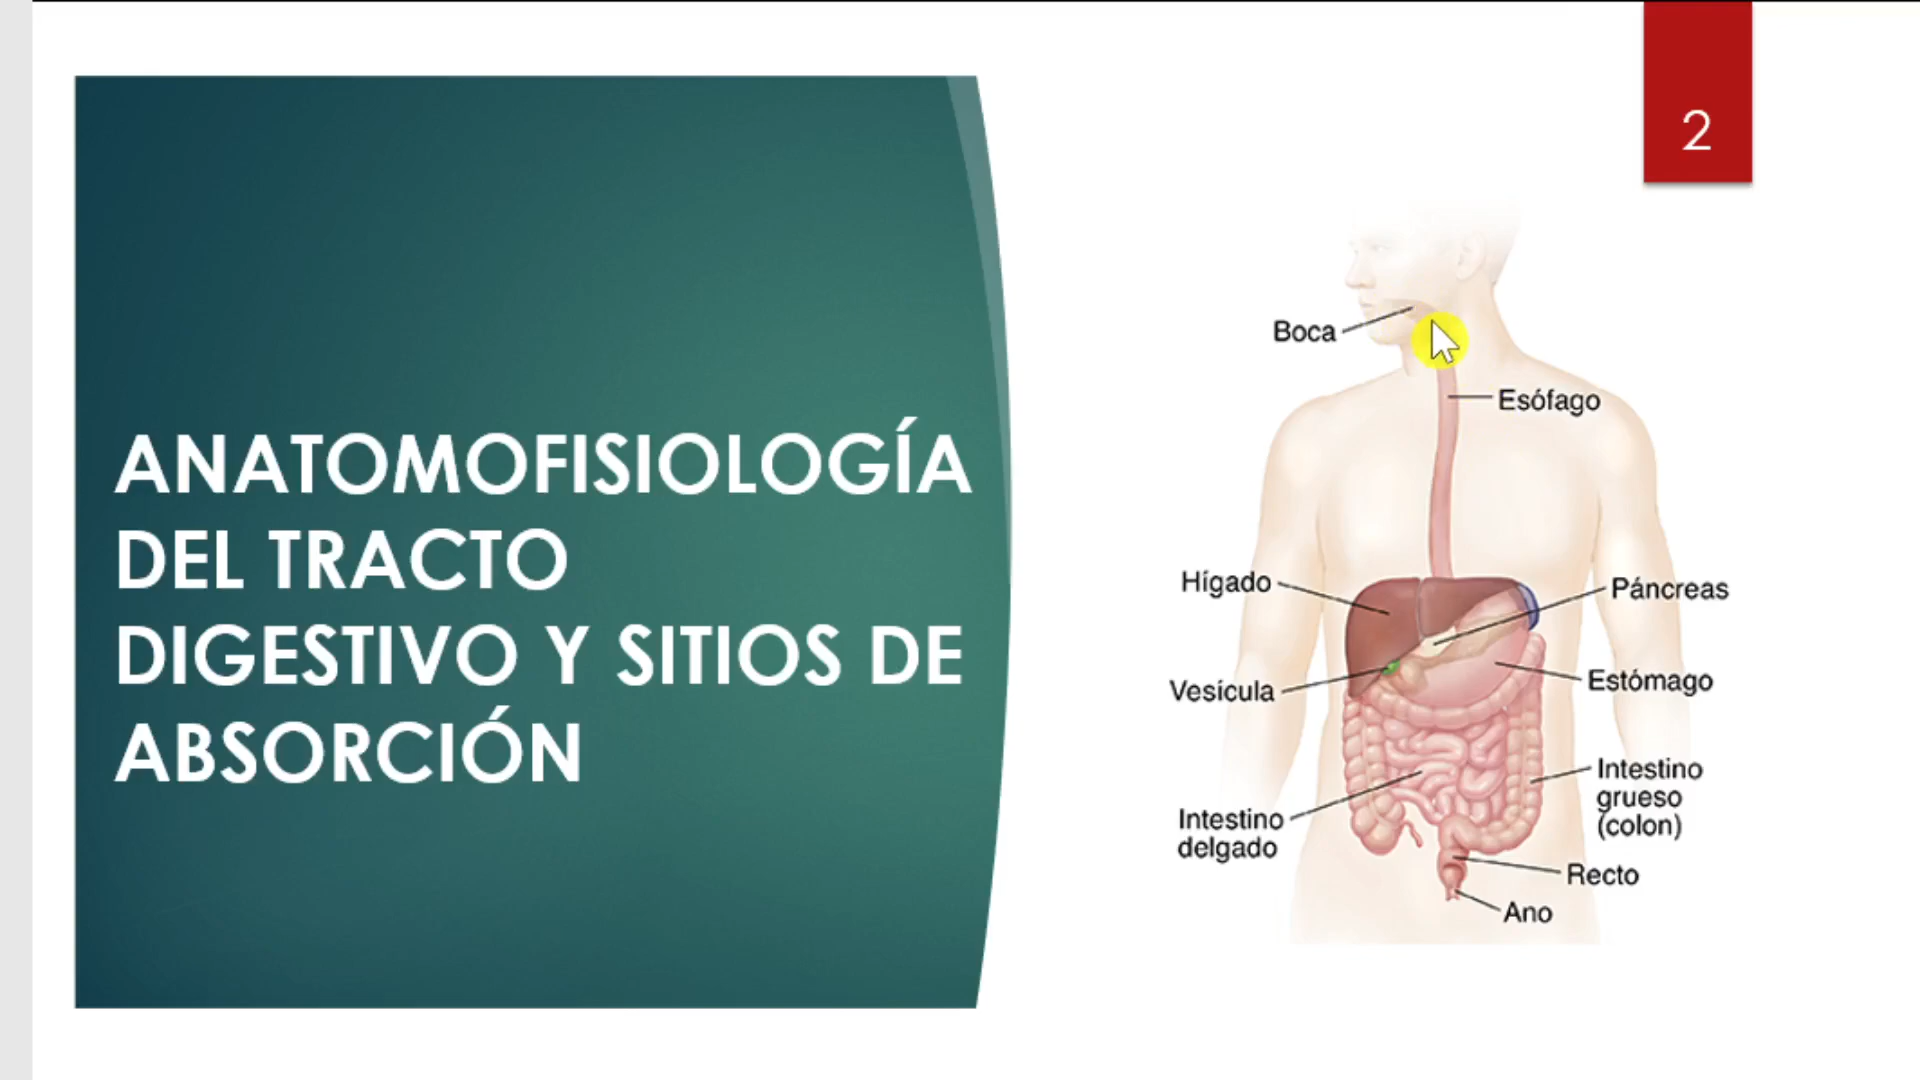 2
ANATOMOFISIOLOGÍA
DEL TRACTO
DIGESTIVO Y SITIOS DE
ABSORCIÓN
Boca
Esófago
Hígado
Páncreas
Vesícula
Estómago
Intestino
delgado
Intestino
grueso
(colon)
Recto
Ano